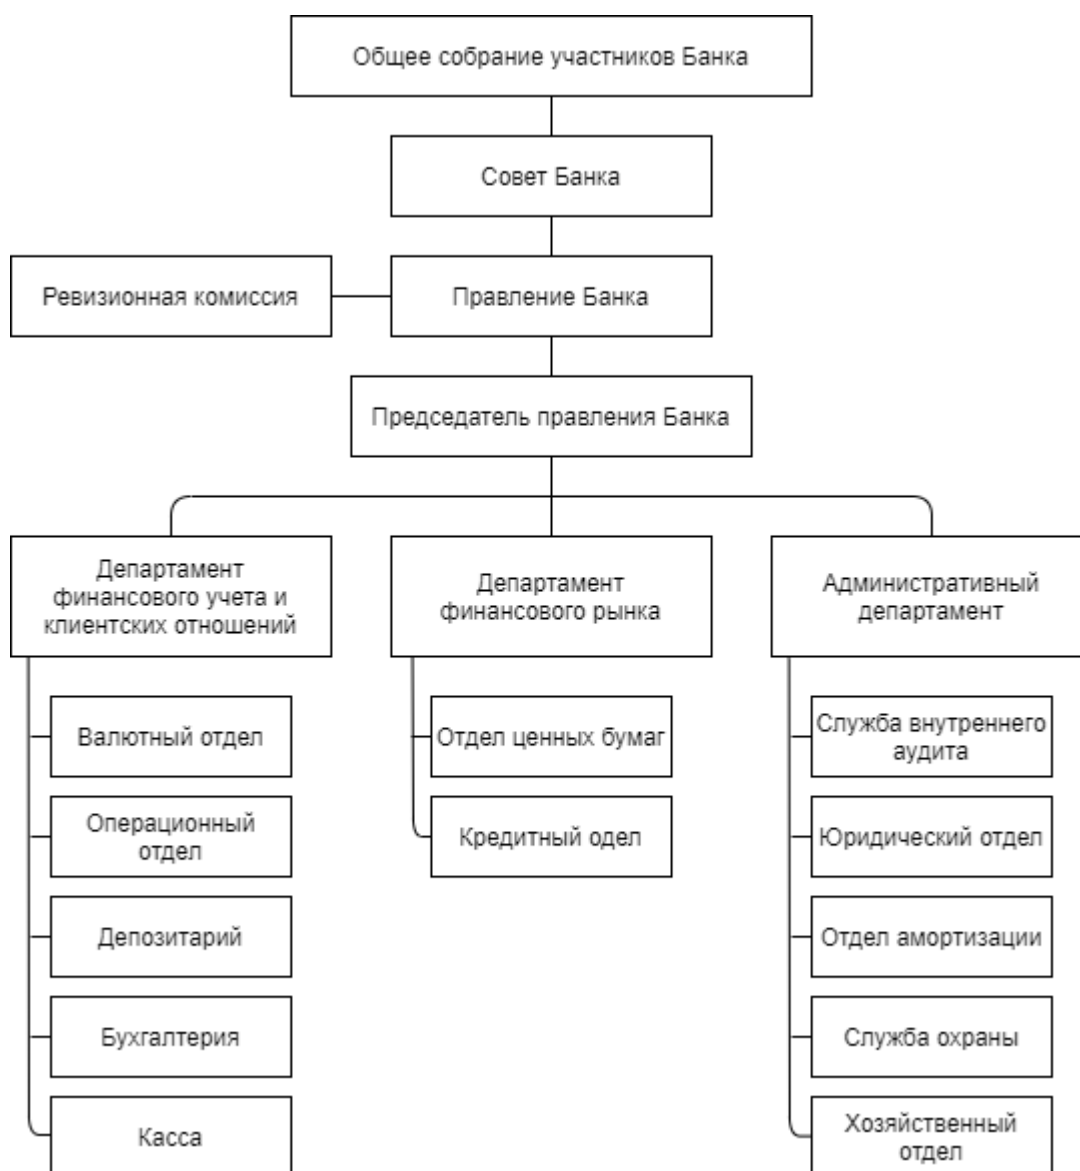 Общее собрание участников Банка
Совет Банка
Ревизионная комиссия
Правление Банка
Председатель правления Банка
Департамент
финансового учета и
клиентских отношений
Департамент
финансового рынка
Административный
департамент
Валютный отдел
Отдел ценных бумаг
Служба внутреннего
аудита
Операционный
отдел
Кредитный одел
Юридический отдел
Депозитарий
Отдел амортизации
Бухгалтерия
Служба охраны
Касса
Хозяйственный
отдел